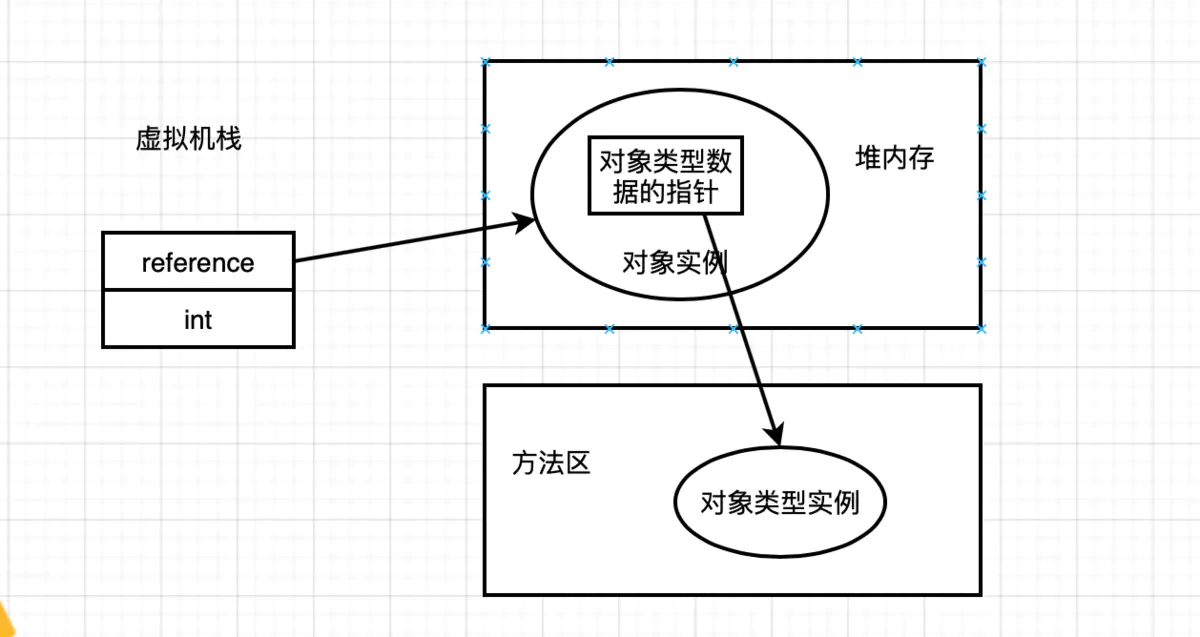 虚拟机栈
reference
int
对象类型数
据的指针
对象实例
堆内存
方法区
对象类型实例